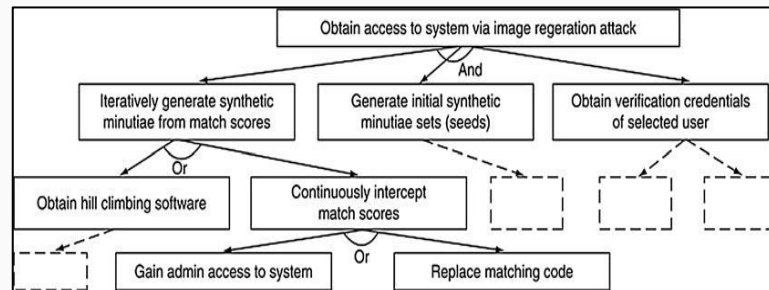 Obtain access to system via image regeration attack
And
Iteratively generate synthetic
minutiae from match scores
Generate initial synthetic
minutiae sets (seeds)
Obtain verification credentials
of selected user
Or
Obtain hill climbing software
Continuously intercept
match scores
Or
Gain admin access to system
Replace matching code